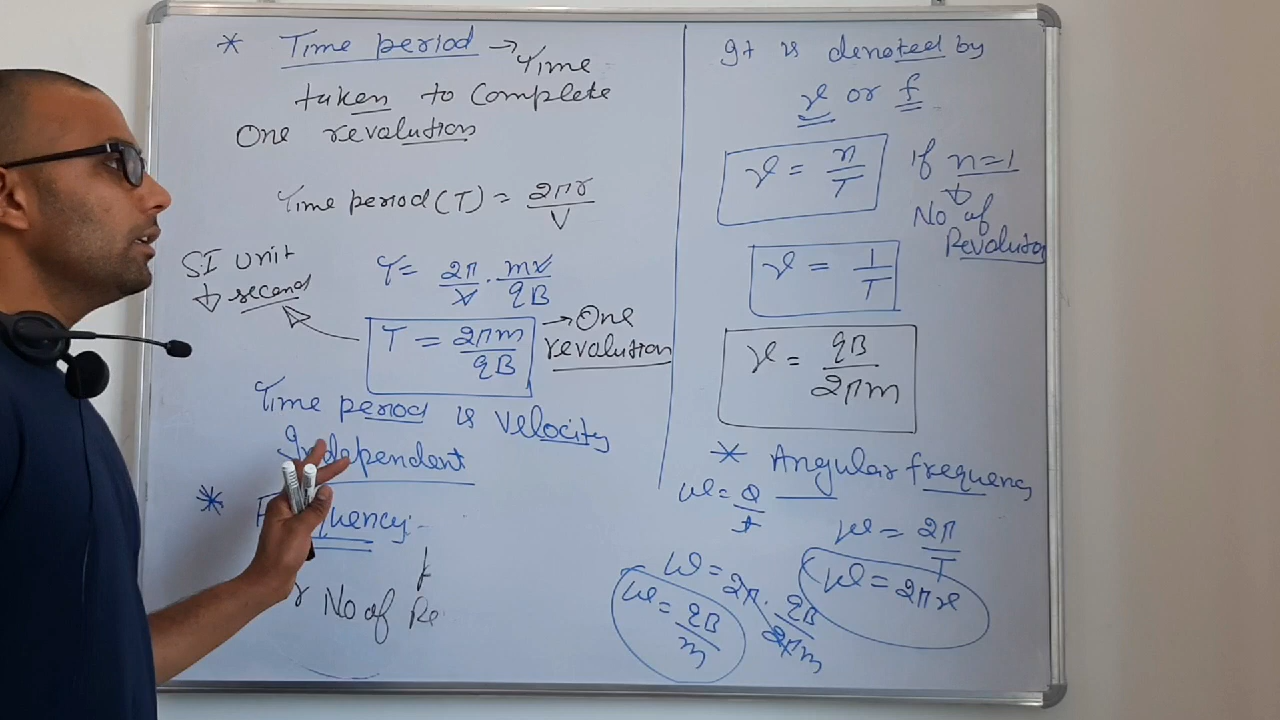 * Time period → Time
taken to Complete
One revolution
Time period (T) = 2πr/V
SI unit
↓ second
T = 2π/v · mv/qB
T = 2πm/qB → One
revolution
Time period is velocity
Independent
* Frequency:-
No of Re
It is denoted by
ν or f
ν = n/T if n=1
↓
No of
Revolution
ν = 1/T
ν = qB/2πm
* Angular frequency
ω = θ/t
ω = 2π/T
ω = 2πν
ω = 2π · qB/2πm
ω = qB/m